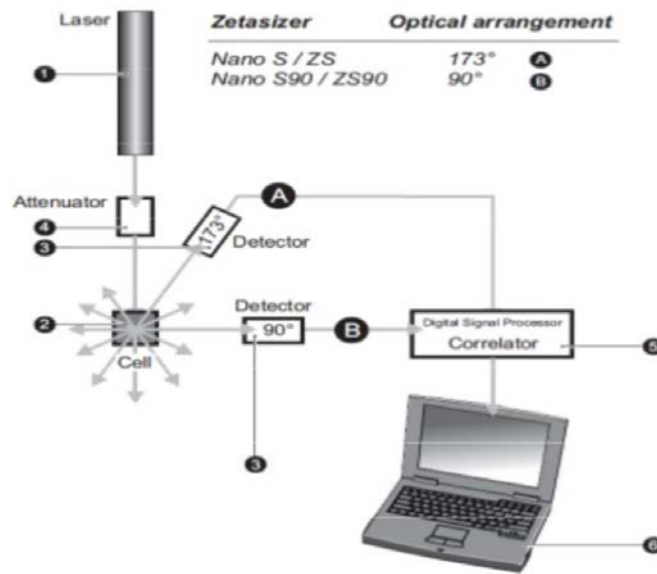 Laser
Zetasizer Optical arrangement
Nano S / ZS 173° A
Nano S90 / ZS90 90° B
1
Attenuator
4
A
3
173°
Detector
Detector
2
90°
B
Digital Signal Processor
Correlator
5
Cell
3
6